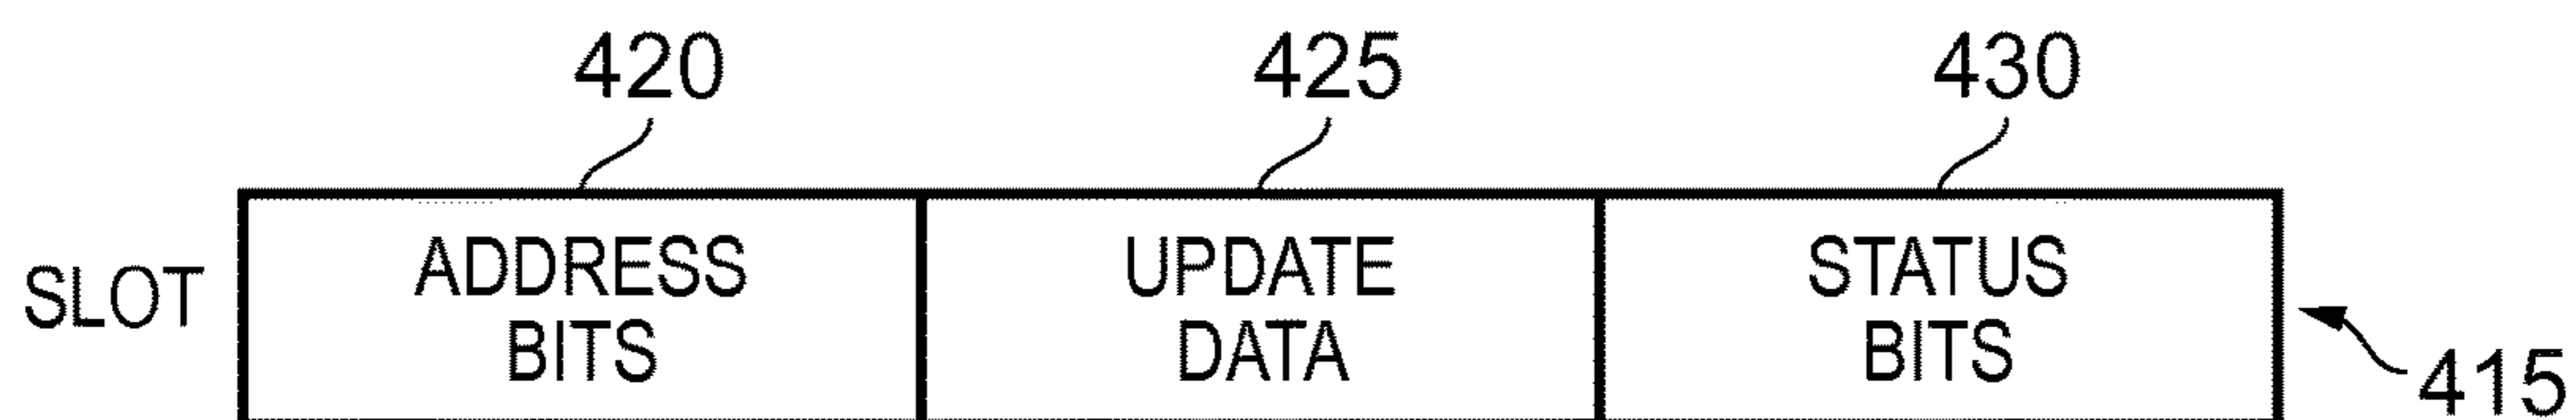 420 425 430
SLOT ADDRESS BITS UPDATE DATA STATUS BITS
415